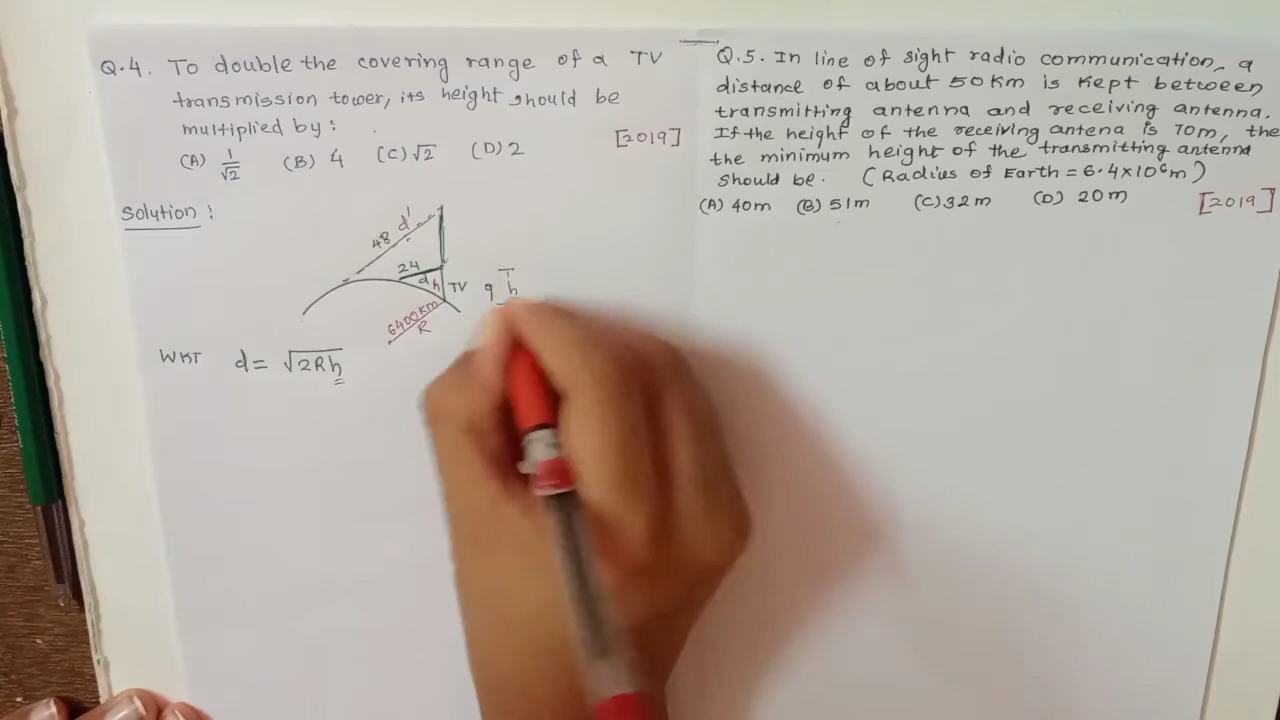 Q.4. To double the covering range of a TV
transmission tower, its height should be
multiplied by:
(A) 1/√2 (B) 4 (C) √2 (D) 2 [2019]
Solution:
48 d'
24
d h TV
T
h
6400km
R
WKT d = √2Rh
Q.5. In line of sight radio communication, a
distance of about 50 Km is kept between
transmitting antenna and receiving antenna.
If the height of the receiving antena is 70m, the
the minimum height of the transmitting antenna
should be. (Radius of Earth = 6.4×10⁶m)
(A) 40m (B) 51m (C) 32m (D) 20m [2019]